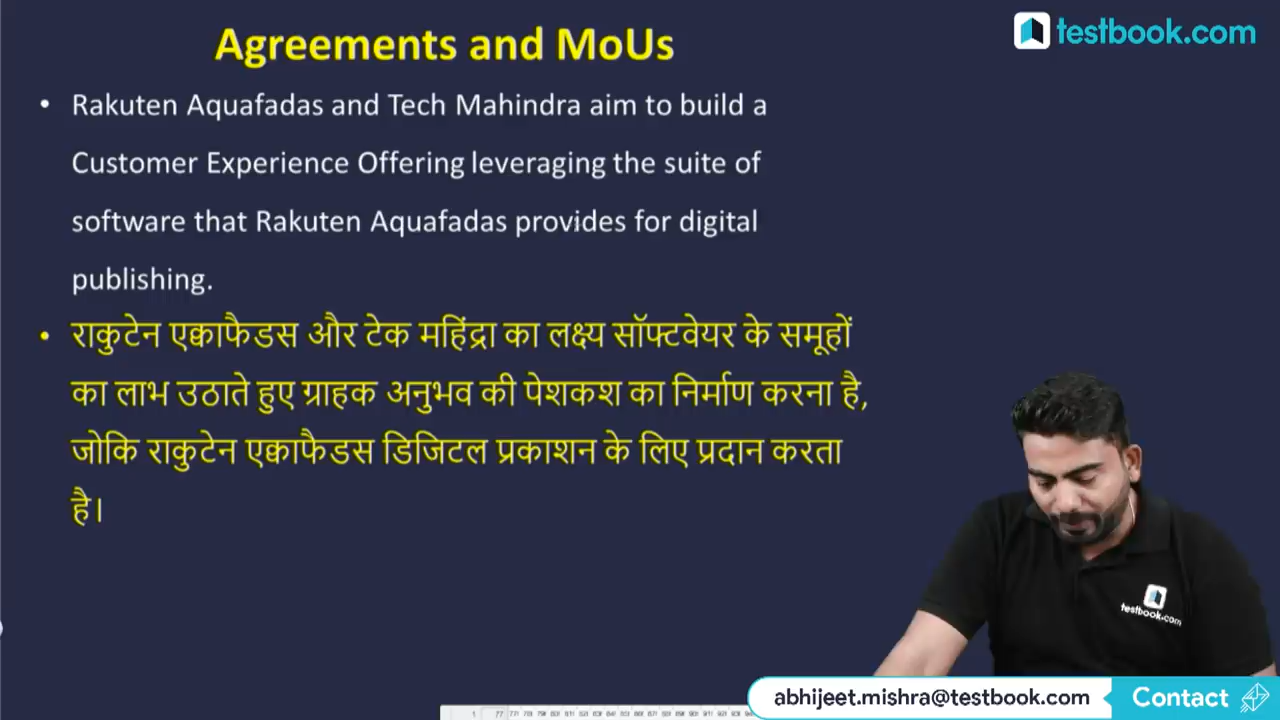 Agreements and MoUs
testbook.com
• Rakuten Aquafadas and Tech Mahindra aim to build a
Customer Experience Offering leveraging the suite of
software that Rakuten Aquafadas provides for digital
publishing.
• राकुटेन एक्वाफैडस और टेक महिंद्रा का लक्ष्य सॉफ्टवेयर के समूहों
का लाभ उठाते हुए ग्राहक अनुभव की पेशकश का निर्माण करना है,
जोकि राकुटेन एक्वाफैडस डिजिटल प्रकाशन के लिए प्रदान करता
है।
testbook.com
abhijeet.mishra@testbook.com Contact